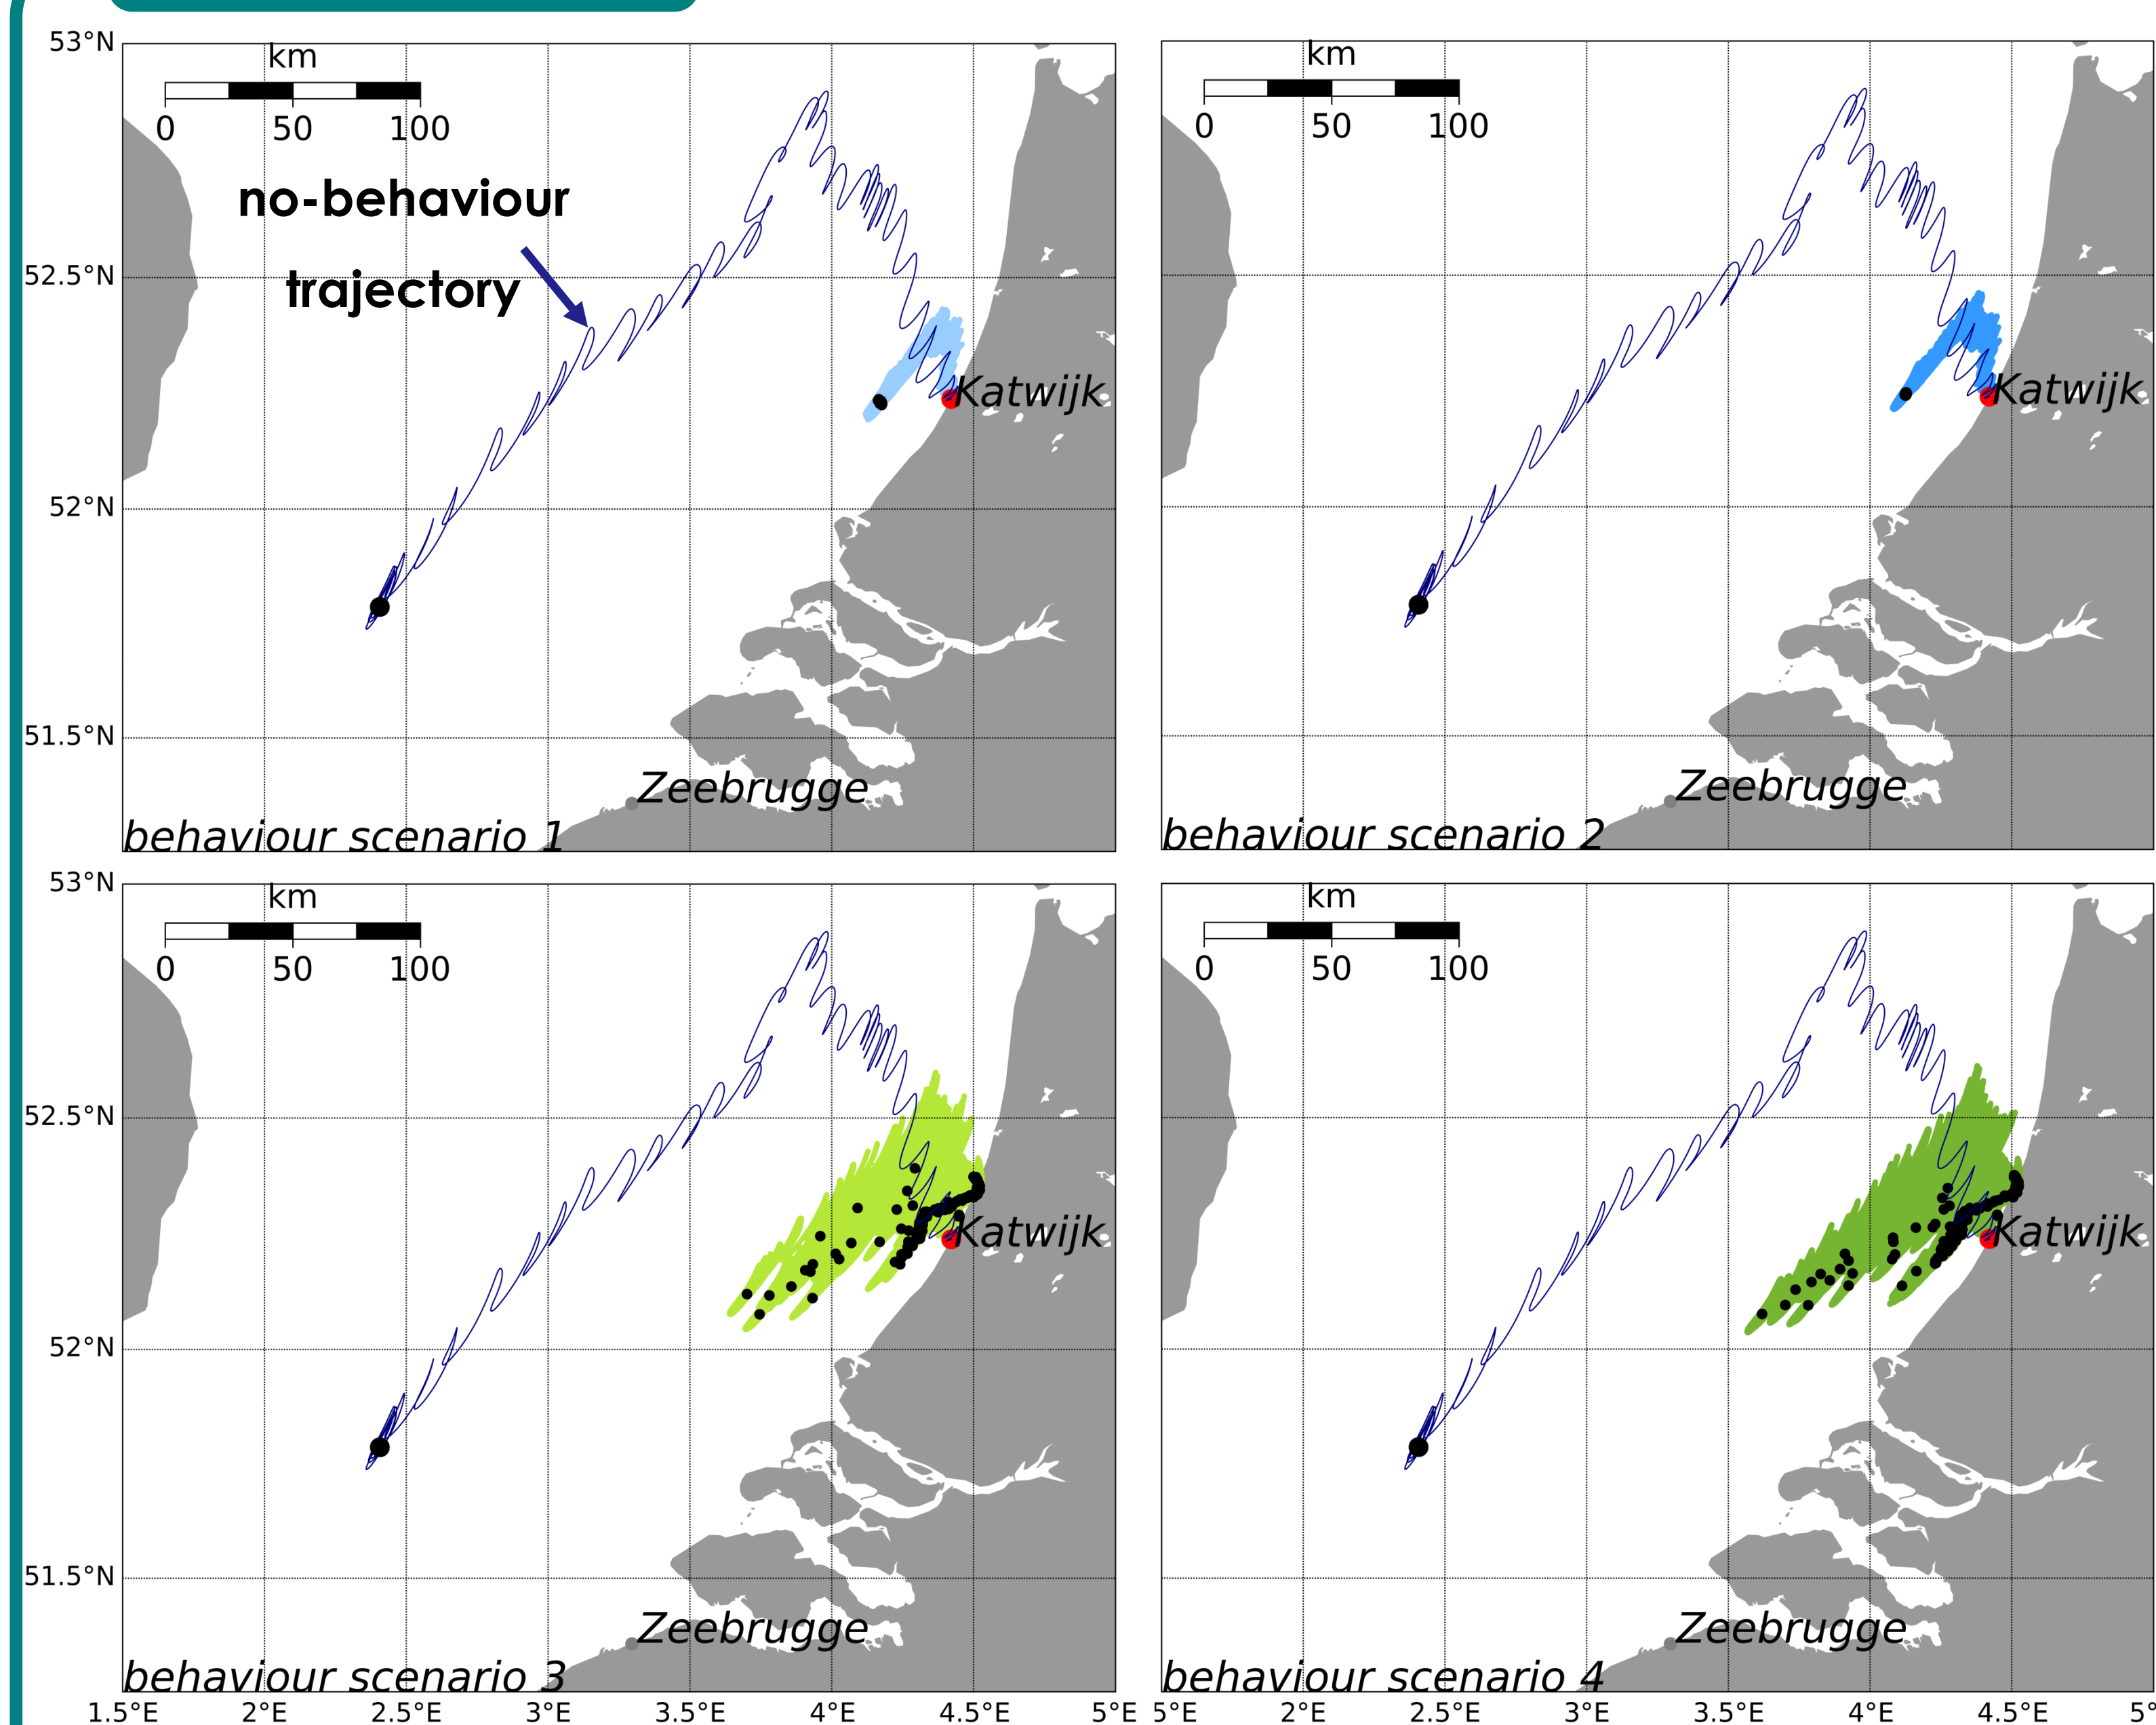 53°N
km
0 50 100
no-behaviour
trajectory
52.5°N
Katwijk
52°N
51.5°N
Zeebrugge
behaviour scenario 1
km
0 50 100
Katwijk
Zeebrugge
behaviour scenario 2
53°N
km
0 50 100
52.5°N
Katwijk
52°N
51.5°N
Zeebrugge
behaviour scenario 3
1.5°E 2°E 2.5°E 3°E 3.5°E 4°E 4.5°E 5°E
km
0 50 100
Katwijk
Zeebrugge
behaviour scenario 4
5°E 2°E 2.5°E 3°E 3.5°E 4°E 4.5°E 5°